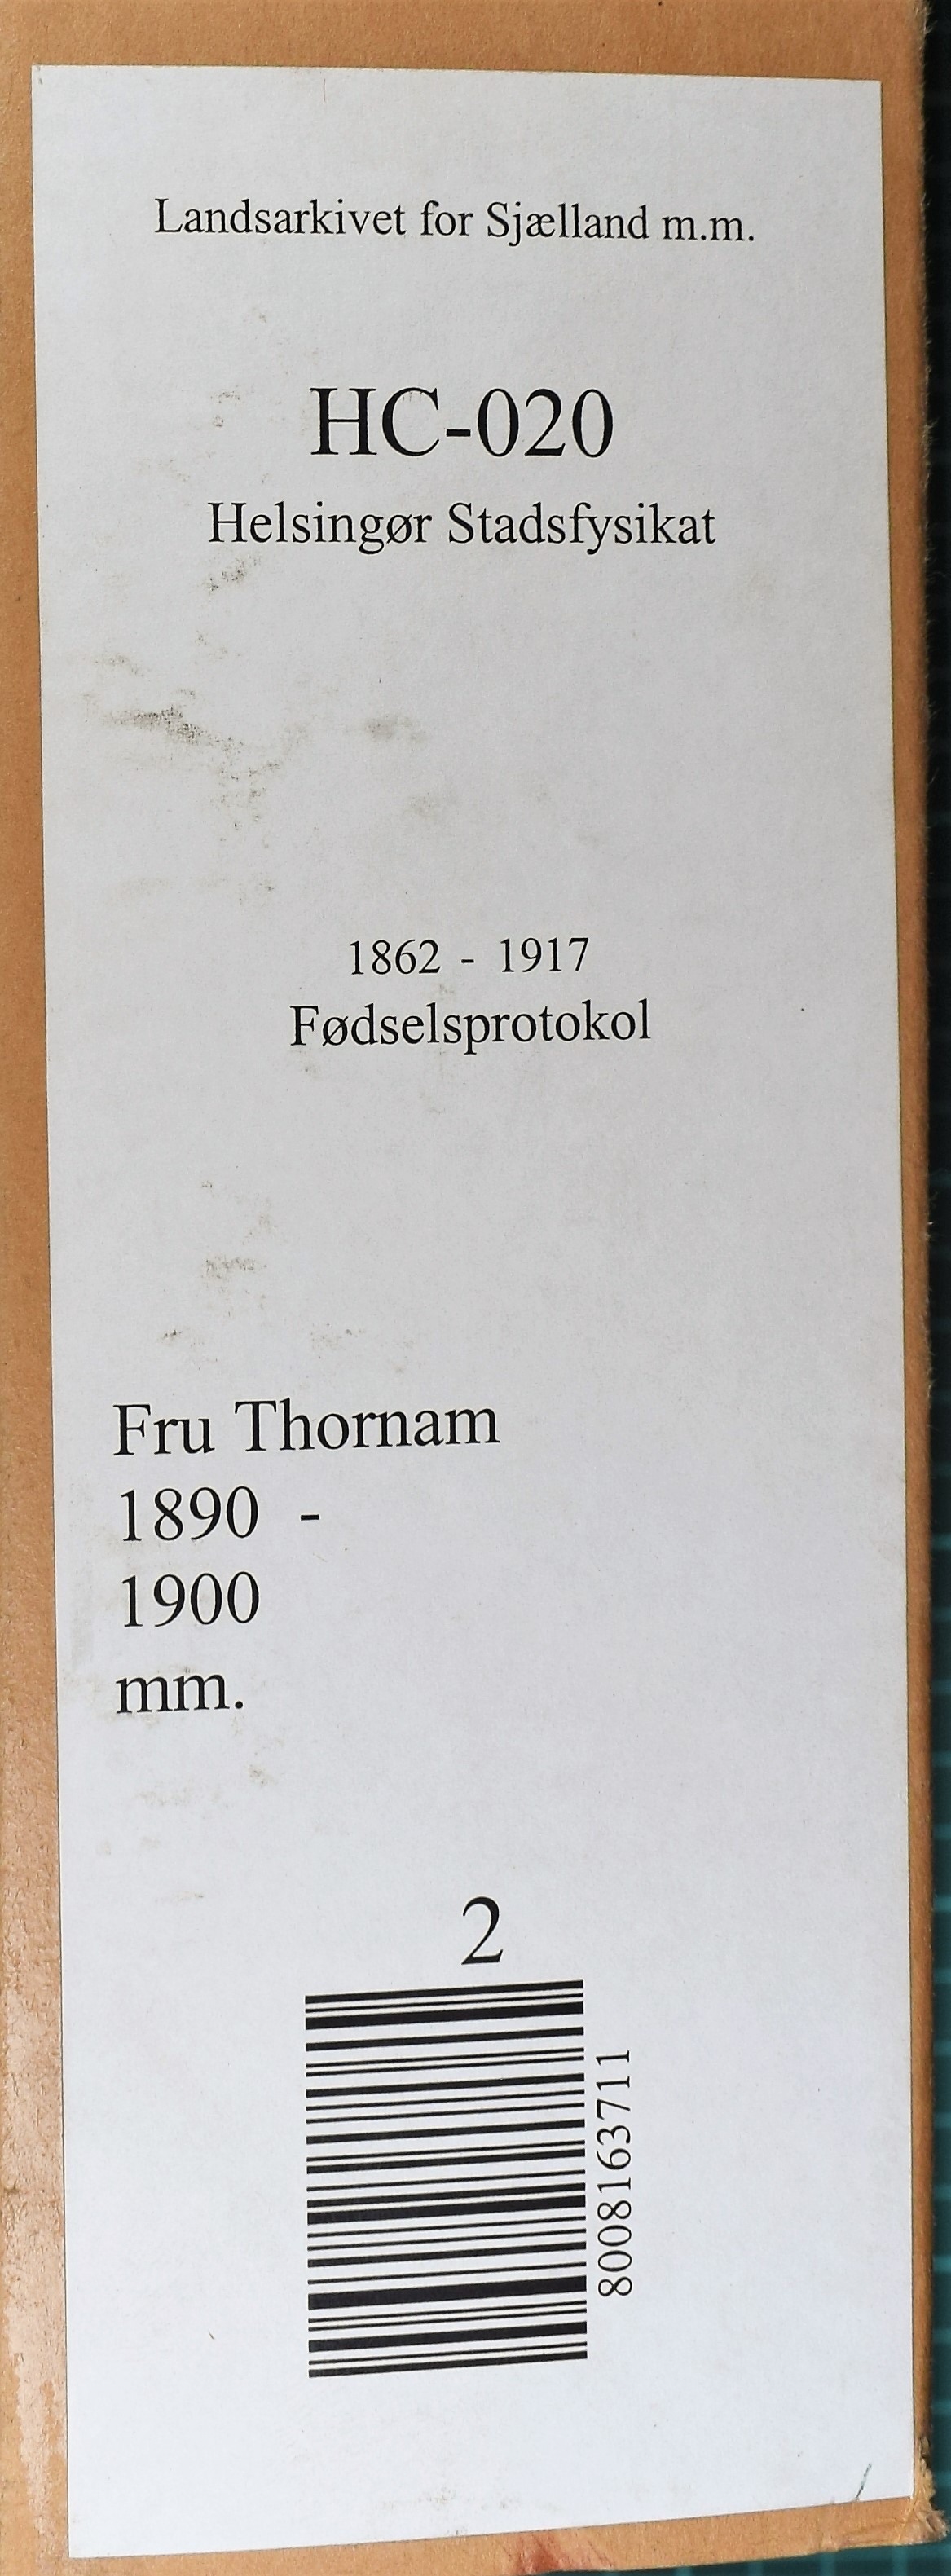 Landsarkivet for Sjælland m.m.
HC-020
Helsingør Stadsfysikat
1862 - 1917
Fødselsprotokol
Fru Thornam
1890 -
1900
mm.
2
8008163711